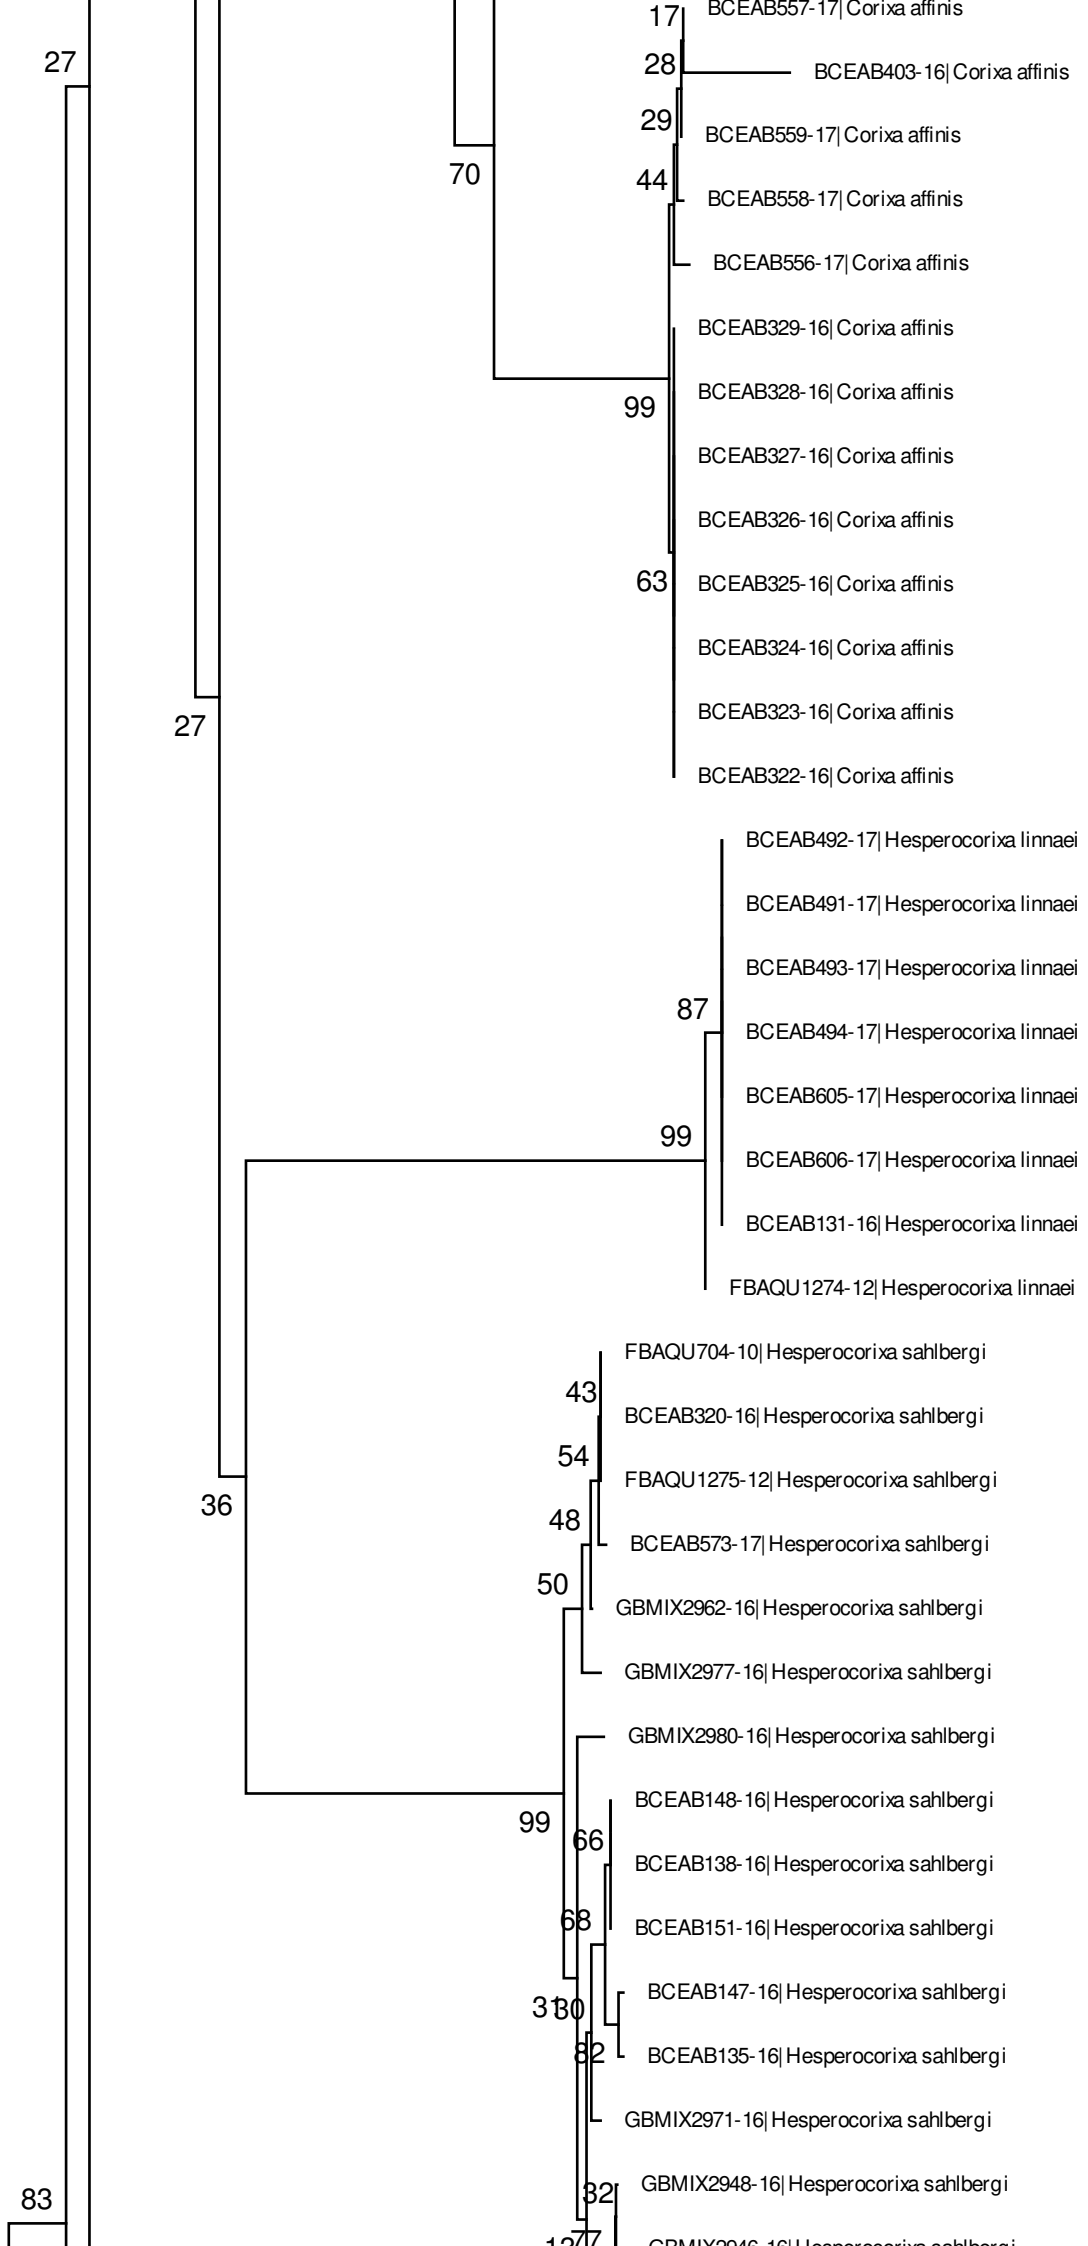 17
BCEAB557-17| Corixa affinis
27
28
BCEAB403-16| Corixa affinis
29
BCEAB559-17| Corixa affinis
70
44
BCEAB558-17| Corixa affinis
BCEAB556-17| Corixa affinis
BCEAB329-16| Corixa affinis
BCEAB328-16| Corixa affinis
99
BCEAB327-16| Corixa affinis
BCEAB326-16| Corixa affinis
63
BCEAB325-16| Corixa affinis
BCEAB324-16| Corixa affinis
BCEAB323-16| Corixa affinis
27
BCEAB322-16| Corixa affinis
BCEAB492-17| Hesperocorixa linnaei
BCEAB491-17| Hesperocorixa linnaei
BCEAB493-17| Hesperocorixa linnaei
87
BCEAB494-17| Hesperocorixa linnaei
BCEAB605-17| Hesperocorixa linnaei
99
BCEAB606-17| Hesperocorixa linnaei
BCEAB131-16| Hesperocorixa linnaei
FBAQU1274-12| Hesperocorixa linnaei
FBAQU704-10| Hesperocorixa sahlbergi
43
BCEAB320-16| Hesperocorixa sahlbergi
54
FBAQU1275-12| Hesperocorixa sahlbergi
36
48
BCEAB573-17| Hesperocorixa sahlbergi
50
GBMIX2962-16| Hesperocorixa sahlbergi
GBMIX2977-16| Hesperocorixa sahlbergi
GBMIX2980-16| Hesperocorixa sahlbergi
BCEAB148-16| Hesperocorixa sahlbergi
99
66
BCEAB138-16| Hesperocorixa sahlbergi
68
BCEAB151-16| Hesperocorixa sahlbergi
BCEAB147-16| Hesperocorixa sahlbergi
31
30
82
BCEAB135-16| Hesperocorixa sahlbergi
GBMIX2971-16| Hesperocorixa sahlbergi
83
32
GBMIX2948-16| Hesperocorixa sahlbergi
77
GBMIX2946-16| Hesperocorixa sahlbergi